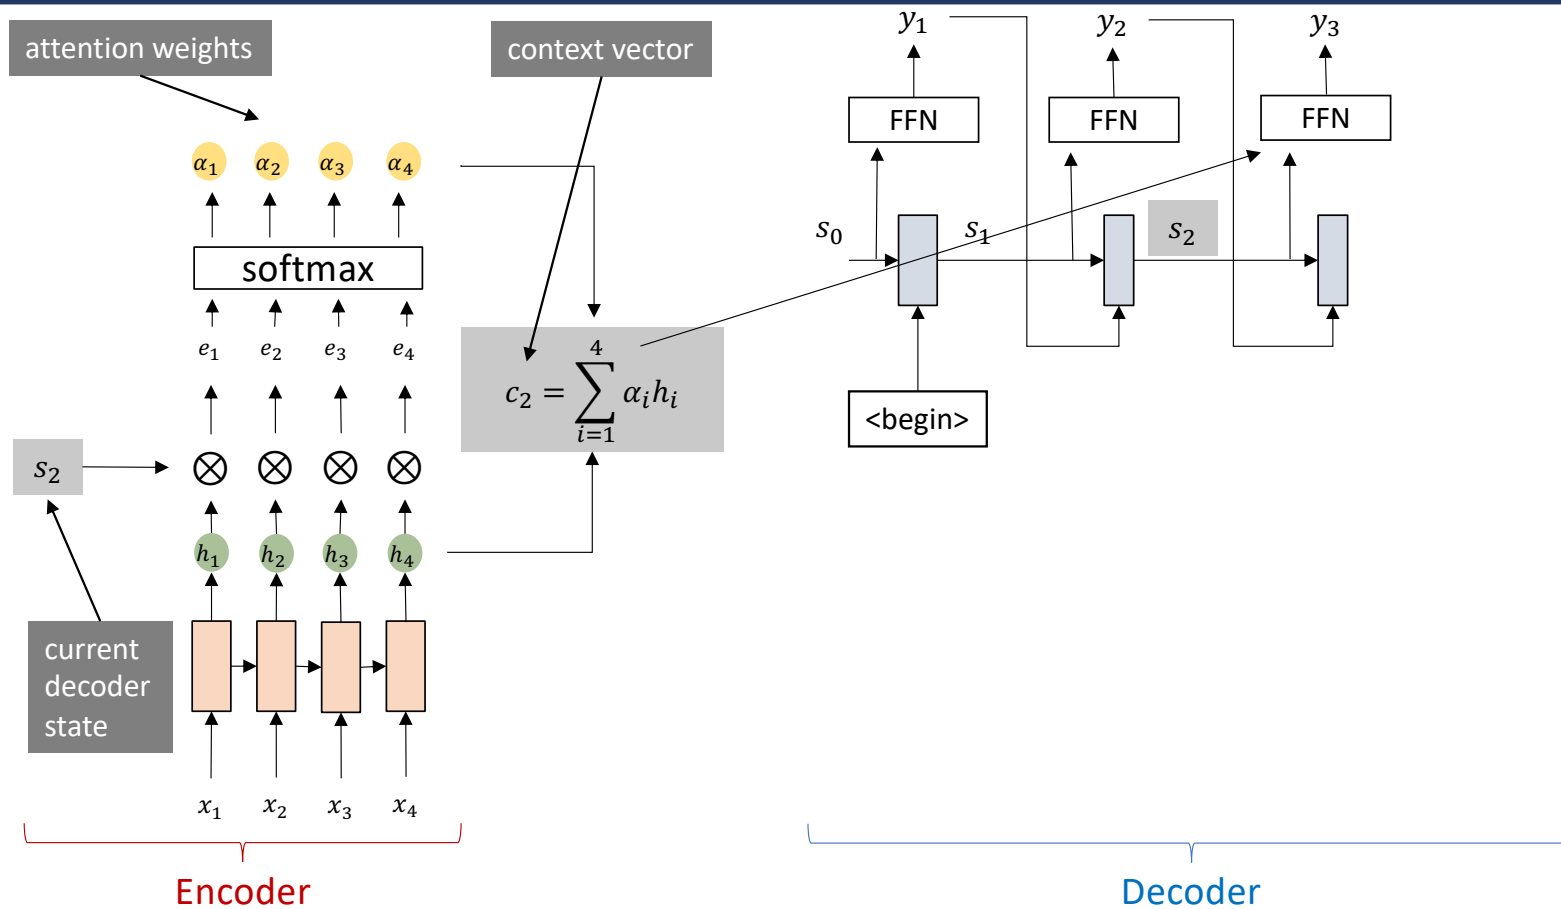 attention weights
context vector
y₁ y₂ y₃
FFN FFN FFN
α₁ α₂ α₃ α₄
s₀ s₁ s₂
softmax
e₁ e₂ e₃ e₄
c₂ = ∑_{i=1}^{4} αᵢhᵢ
<begin>
s₂
h₁ h₂ h₃ h₄
current
decoder
state
x₁ x₂ x₃ x₄
Encoder
Decoder